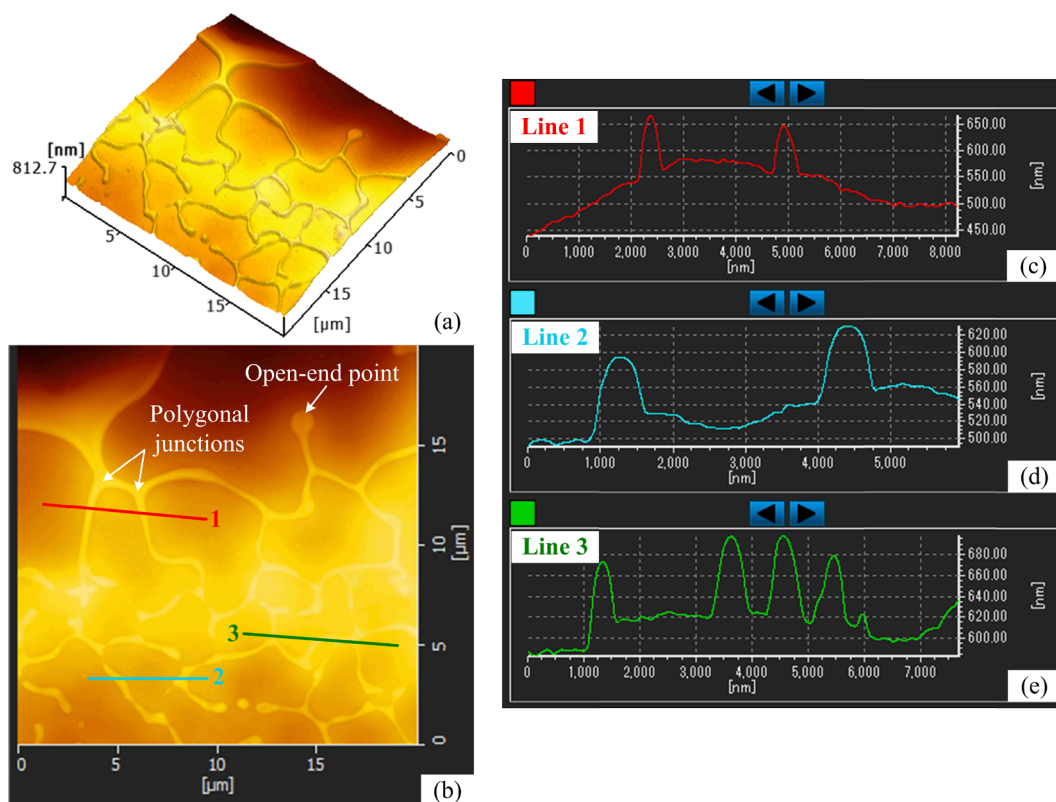 [nm]
812.7
0
5
10
15
5
10
15
[µm]
(a)
Open-end point
Polygonal
junctions
1
3
2
15
10
5
0
[µm]
0
5
10
15
[µm]
(b)
Line 1
650.00
600.00
550.00
500.00
450.00
[nm]
0
1,000
2,000
3,000
4,000
5,000
6,000
7,000
8,000
[nm]
(c)
Line 2
620.00
600.00
580.00
560.00
540.00
520.00
500.00
[nm]
0
1,000
2,000
3,000
4,000
5,000
[nm]
(d)
Line 3
680.00
660.00
640.00
620.00
600.00
[nm]
0
1,000
2,000
3,000
4,000
5,000
6,000
7,000
[nm]
(e)